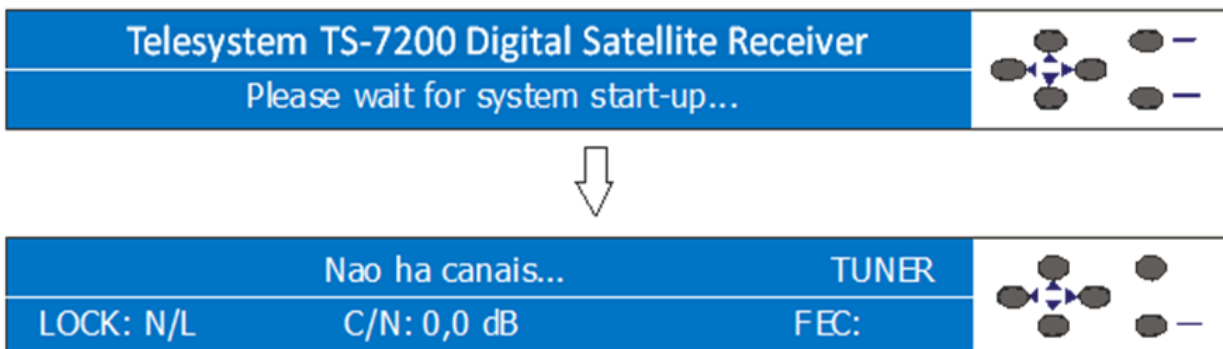 Telesystem TS-7200 Digital Satellite Receiver
Please wait for system start-up...
Nao ha canais... TUNER
LOCK: N/L C/N: 0,0 dB FEC: